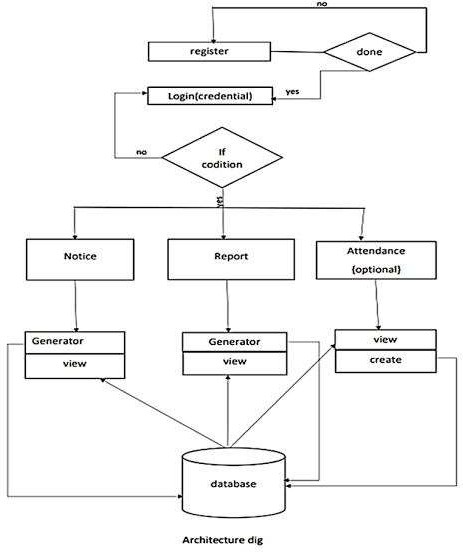 no
register
done
Login(credential)
yes
no
If
codition
yes
Notice
Report
Attendance
(optional)
Generator
view
Generator
view
view
create
database
Architecture dig